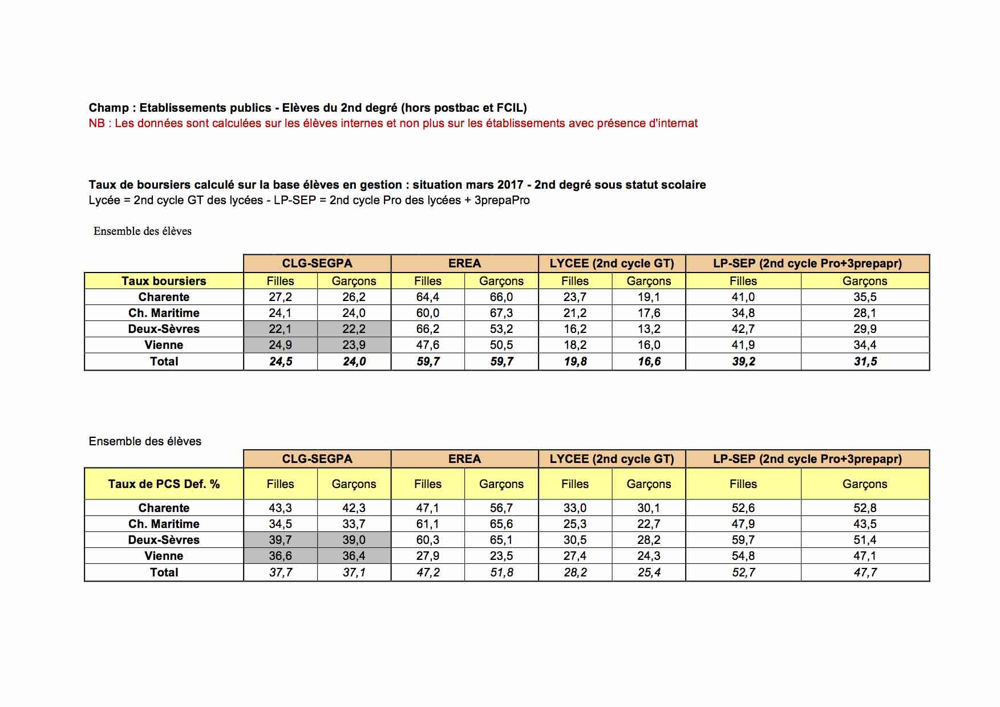 Champ : Etablissements publics - Elèves du 2nd degré (hors postbac et FCIL)
NB : Les données sont calculées sur les élèves internes et non plus sur les établissements avec présence d'internat
Taux de boursiers calculé sur la base élèves en gestion : situation mars 2017 - 2nd degré sous statut scolaire
Lycée = 2nd cycle GT des lycées - LP-SEP = 2nd cycle Pro des lycées + 3prepaPro
Ensemble des élèves
CLG-SEGPA EREA LYCEE (2nd cycle GT) LP-SEP (2nd cycle Pro+3prepapr)
Taux boursiers Filles Garçons Filles Garçons Filles Garçons Filles Garçons
Charente 27,2 26,2 64,4 66,0 23,7 19,1 41,0 35,5
Ch. Maritime 24,1 24,0 60,0 67,3 21,2 17,6 34,8 28,1
Deux-Sèvres 22,1 22,2 66,2 53,2 16,2 13,2 42,7 29,9
Vienne 24,9 23,9 47,6 50,5 18,2 16,0 41,9 34,4
Total 24,5 24,0 59,7 59,7 19,8 16,6 39,2 31,5
Ensemble des élèves
CLG-SEGPA EREA LYCEE (2nd cycle GT) LP-SEP (2nd cycle Pro+3prepapr)
Taux de PCS Def. % Filles Garçons Filles Garçons Filles Garçons Filles Garçons
Charente 43,3 42,3 47,1 56,7 33,0 30,1 52,6 52,8
Ch. Maritime 34,5 33,7 61,1 65,6 25,3 22,7 47,9 43,5
Deux-Sèvres 39,7 39,0 60,3 65,1 30,5 28,2 59,7 51,4
Vienne 36,6 36,4 27,9 23,5 27,4 24,3 54,8 47,1
Total 37,7 37,1 47,2 51,8 28,2 25,4 52,7 47,7